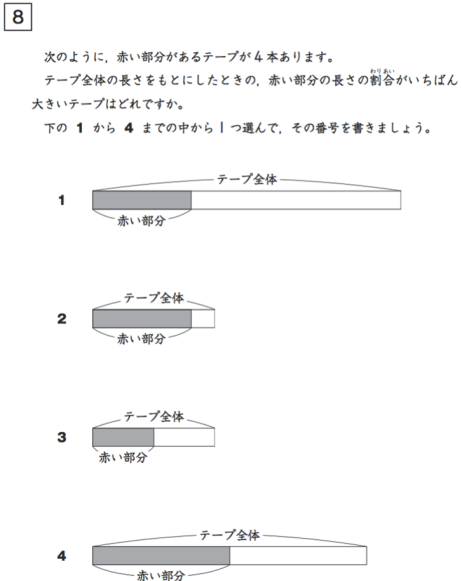 8
次のように，赤い部分があるテープが4本あります。
テープ全体の長さをもとにしたときの，赤い部分の長さの割合がいちばん
わりあい
大きいテープはどれですか。
下の 1 から 4 までの中から1つ選んで，その番号を書きましょう。
テープ全体
1
赤い部分
テープ全体
2
赤い部分
テープ全体
3
赤い部分
テープ全体
4
赤い部分